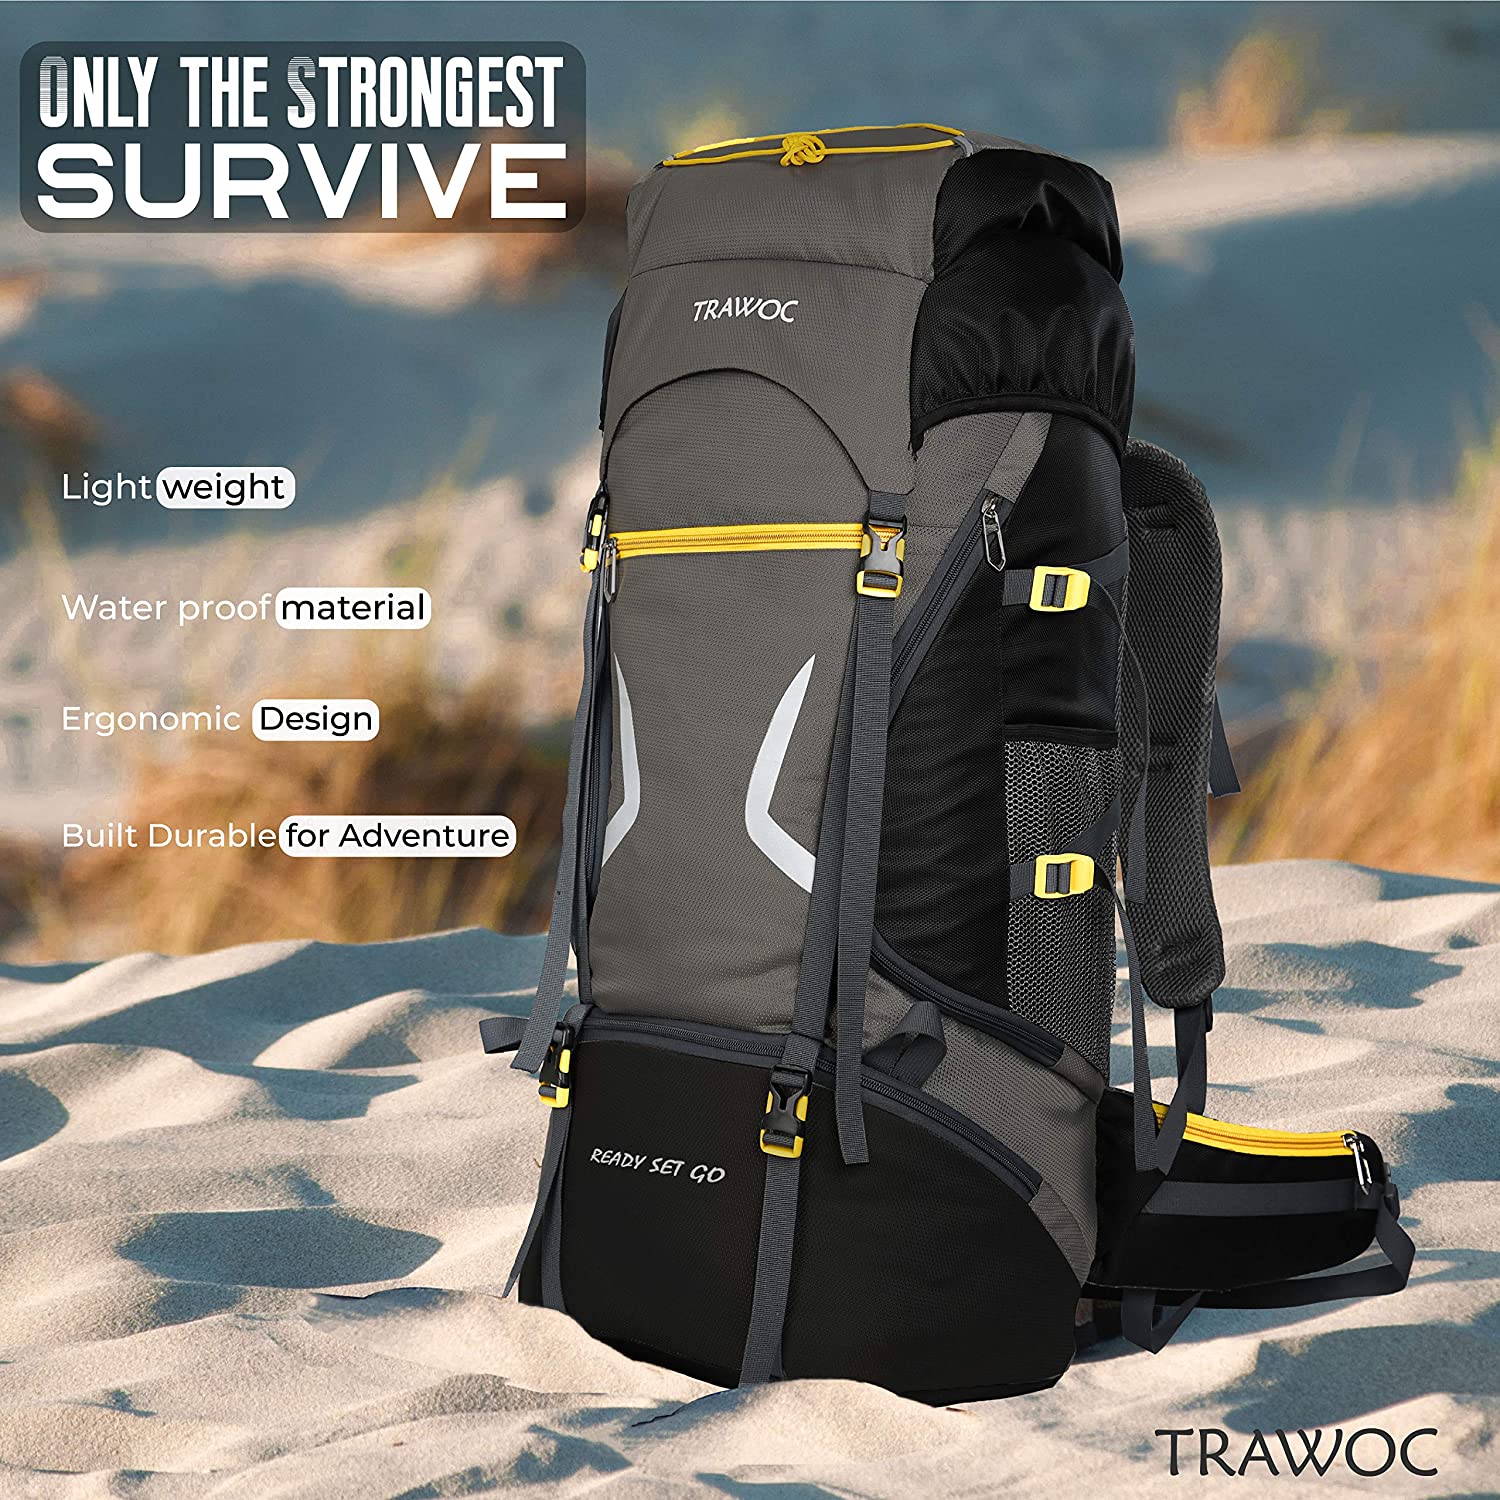 ONLY THE STRONGEST
SURVIVE
TRAWOC
Light weight
Water proof material
Ergonomic Design
Built Durable for Adventure
READY SET GO
TRAWOC